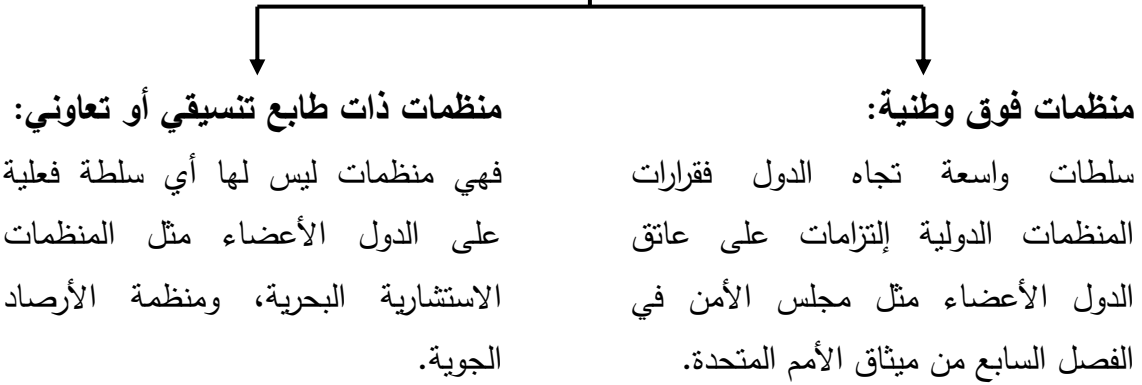 منظمات فوق وطنية:
سلطات واسعة تجاه الدول فقرارات
المنظمات الدولية إلتزامات على عاتق
الدول الأعضاء مثل مجلس الأمن في
الفصل السابع من ميثاق الأمم المتحدة.
منظمات ذات طابع تنسيقي أو تعاوني:
فهي منظمات ليس لها أي سلطة فعلية
على الدول الأعضاء مثل المنظمات
الاستشارية البحرية، ومنظمة الأرصاد
الجوية.